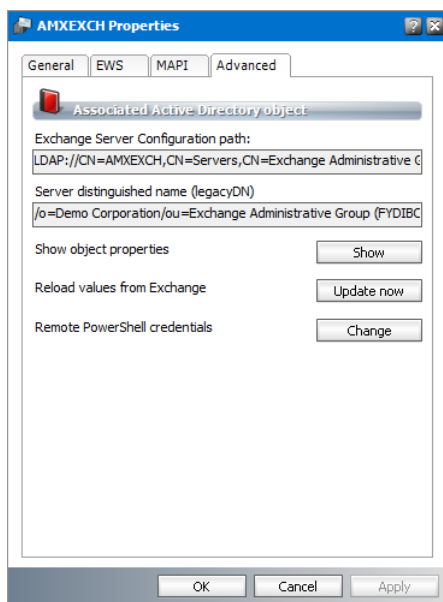 AMXEXCH Properties
General EWS MAPI Advanced
Associated Active Directory object
Exchange Server Configuration path:
LDAP://CN=AMXEXCH,CN=Servers,CN=Exchange Administrative G
Server distinguished name (legacyDN)
/o=Demo Corporation/ou=Exchange Administrative Group (FYDIBO
Show object properties Show
Reload values from Exchange Update now
Remote PowerShell credentials Change
OK Cancel Apply